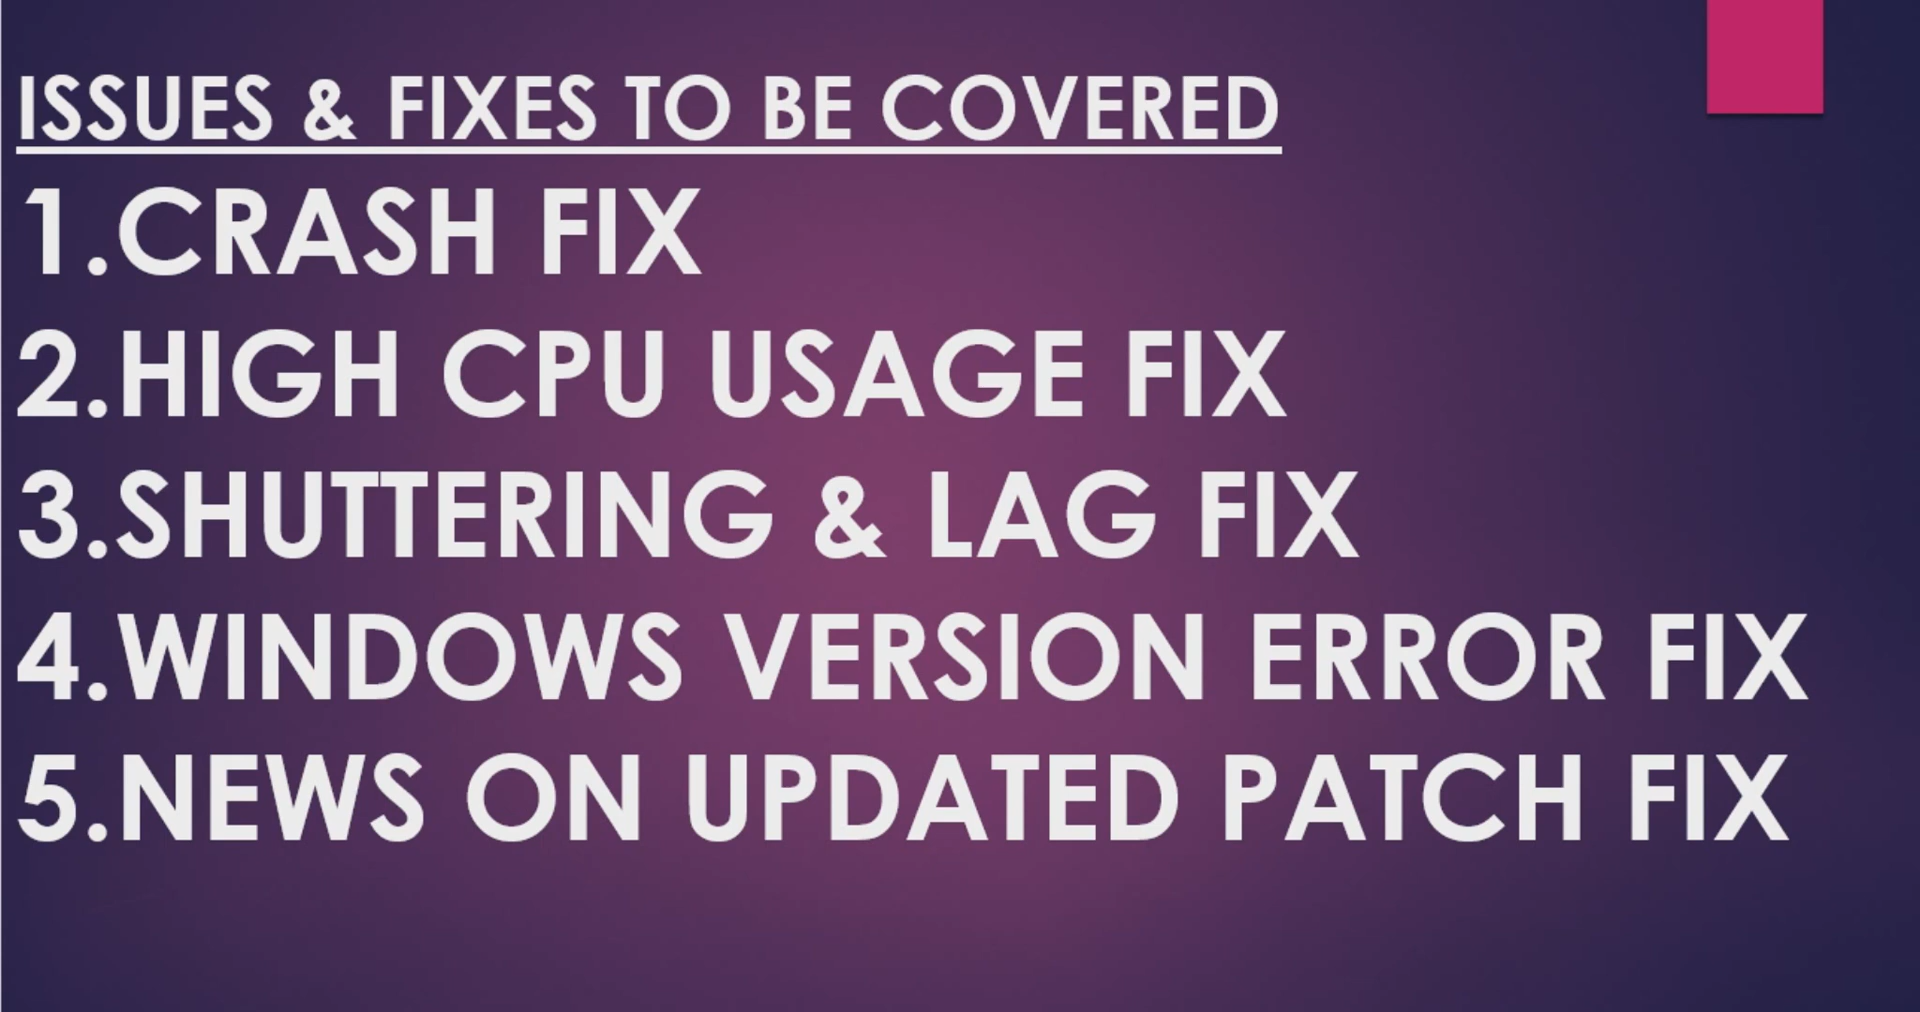 ISSUES & FIXES TO BE COVERED
1.CRASH FIX
2.HIGH CPU USAGE FIX
3.SHUTTERING & LAG FIX
4.WINDOWS VERSION ERROR FIX
5.NEWS ON UPDATED PATCH FIX